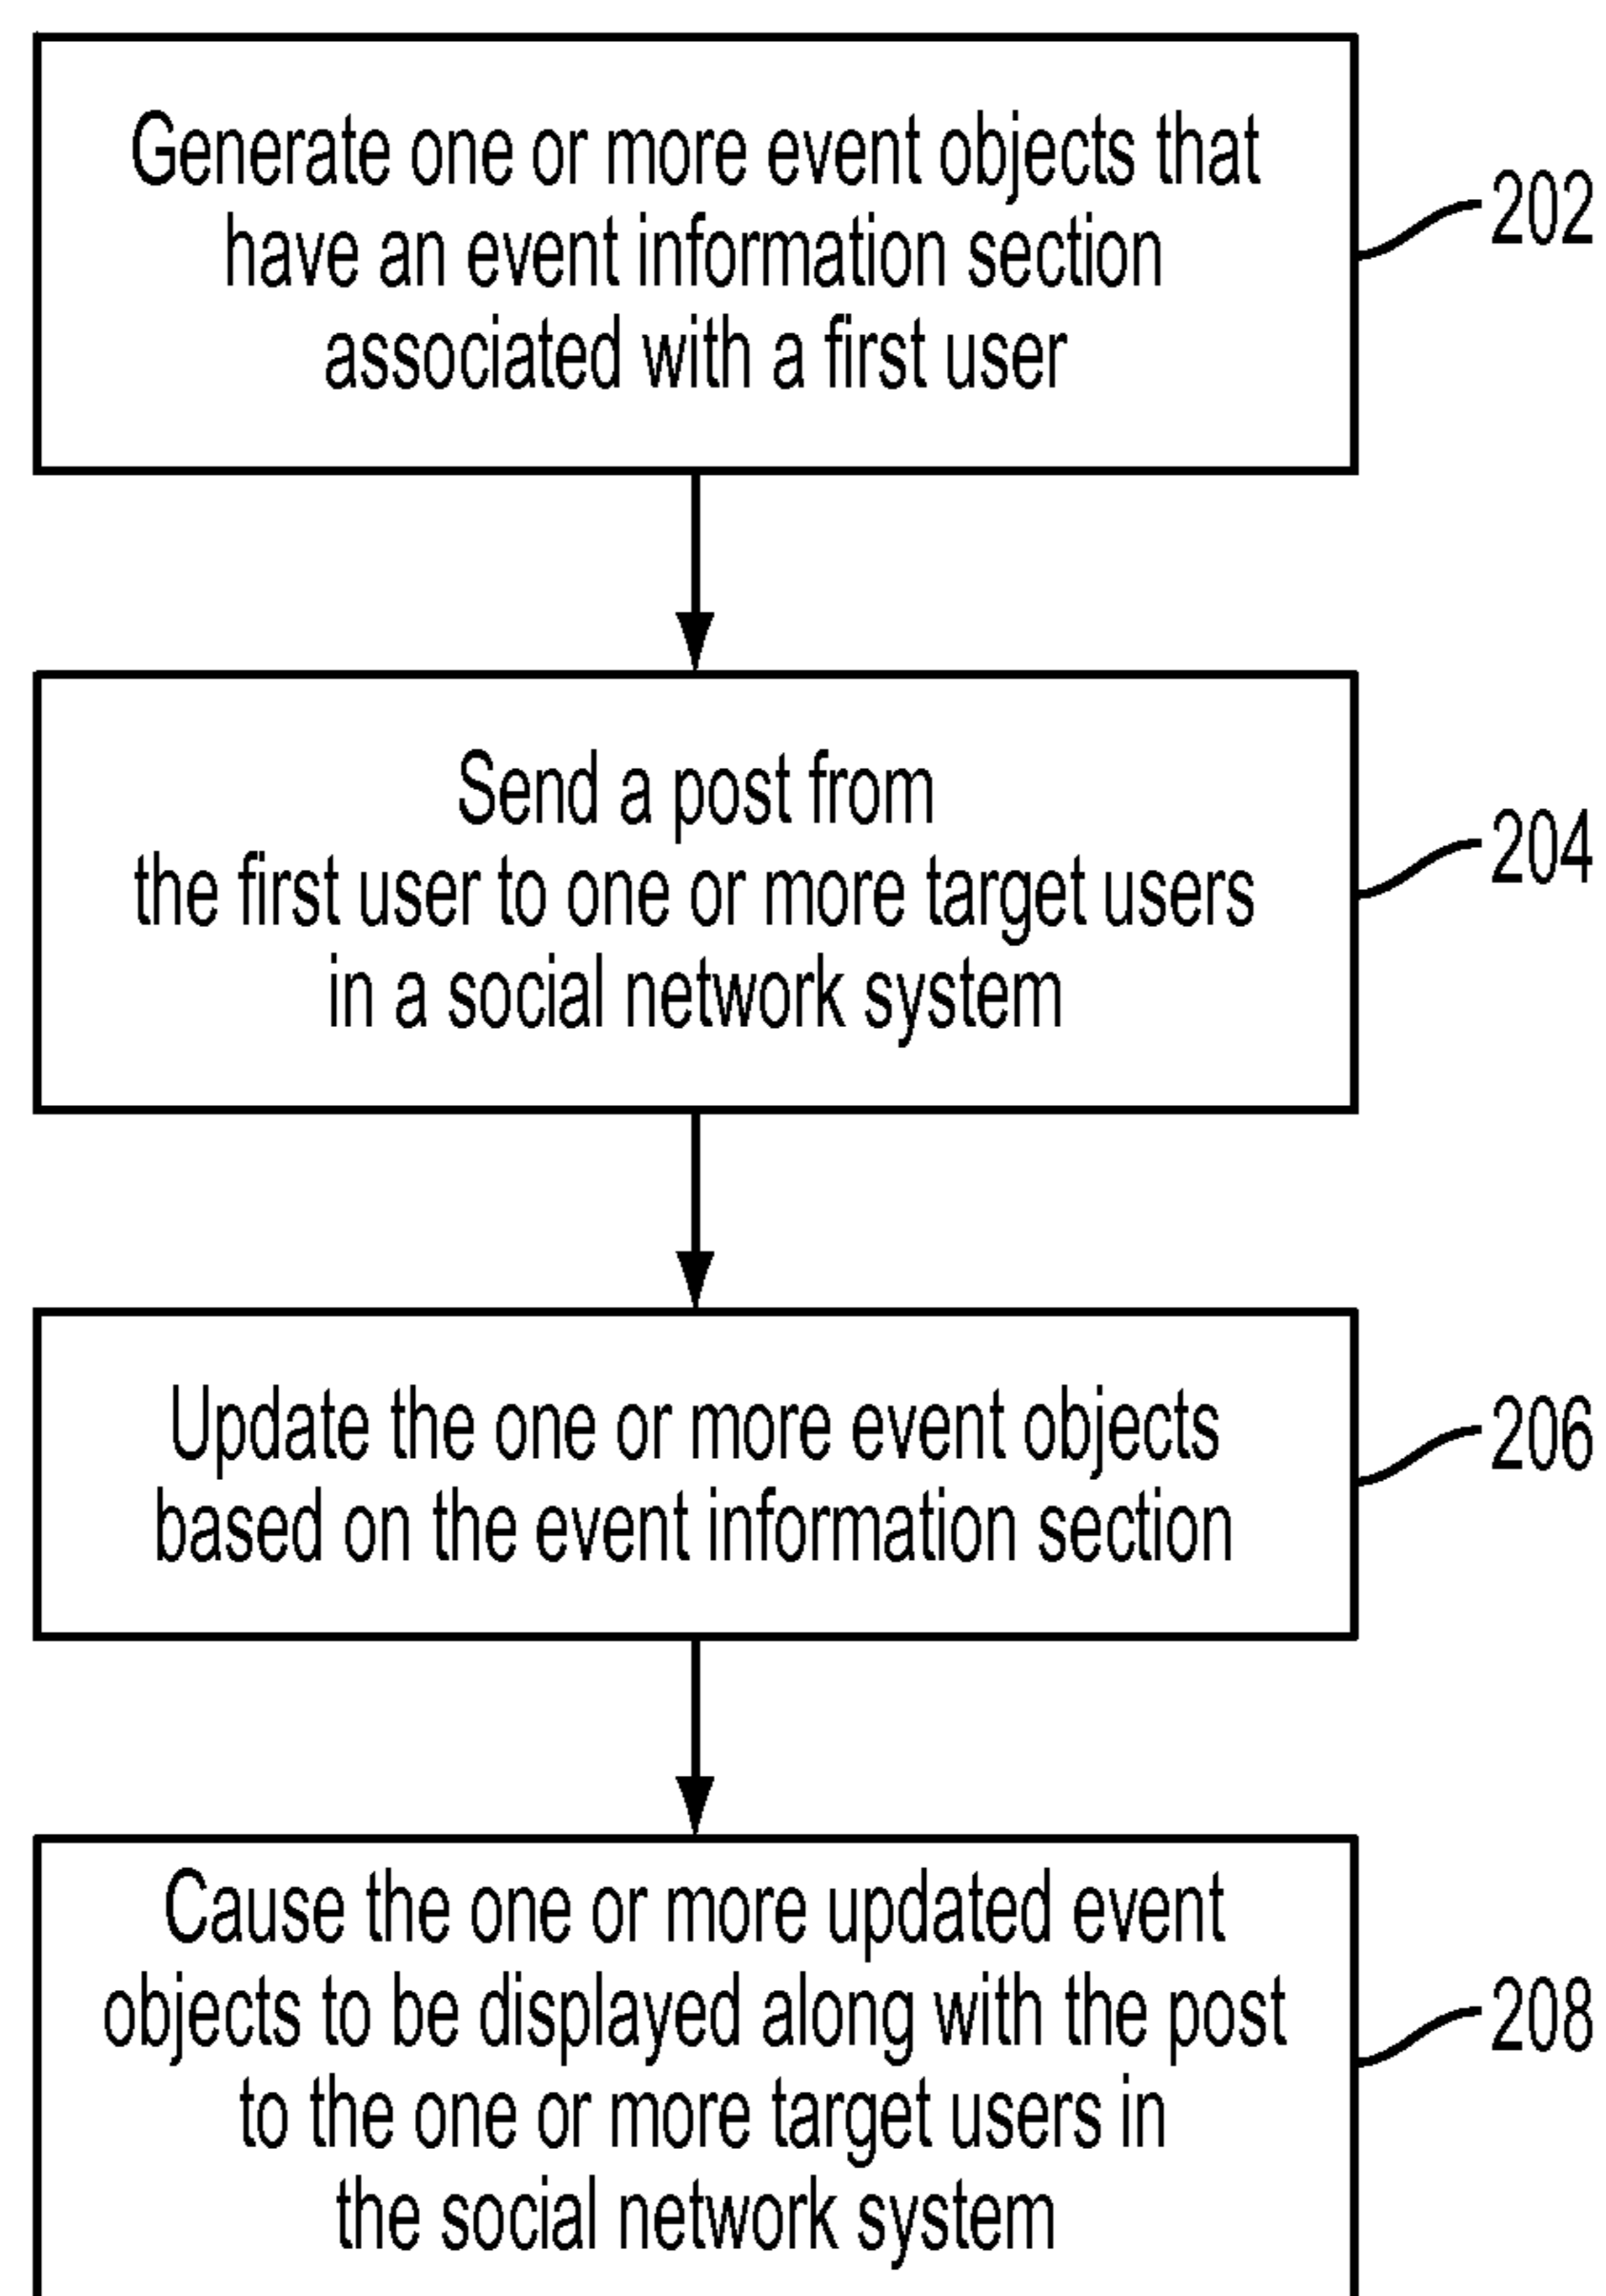 Generate one or more event objects that
have an event information section
associated with a first user
202
Send a post from
the first user to one or more target users
in a social network system
204
Update the one or more event objects
based on the event information section
206
Cause the one or more updated event
objects to be displayed along with the post
to the one or more target users in
the social network system
208